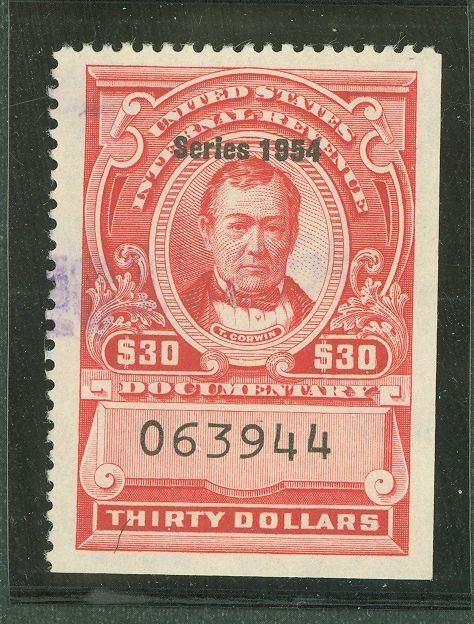 UNITED STATES
INTERNAL REVENUE
Series 1954
T. CORWIN
$30 $30
DOCUMENTARY
063944
THIRTY DOLLARS